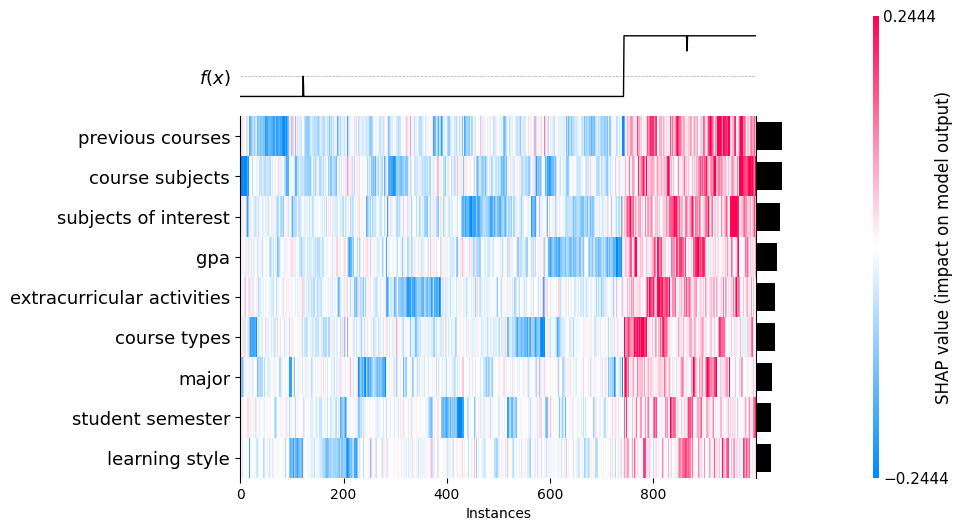 0.2444
f(x)
previous courses
course subjects
subjects of interest
gpa
extracurricular activities
course types
major
student semester
learning style
SHAP value (impact on model output)
−0.2444
0 200 400 600 800
Instances